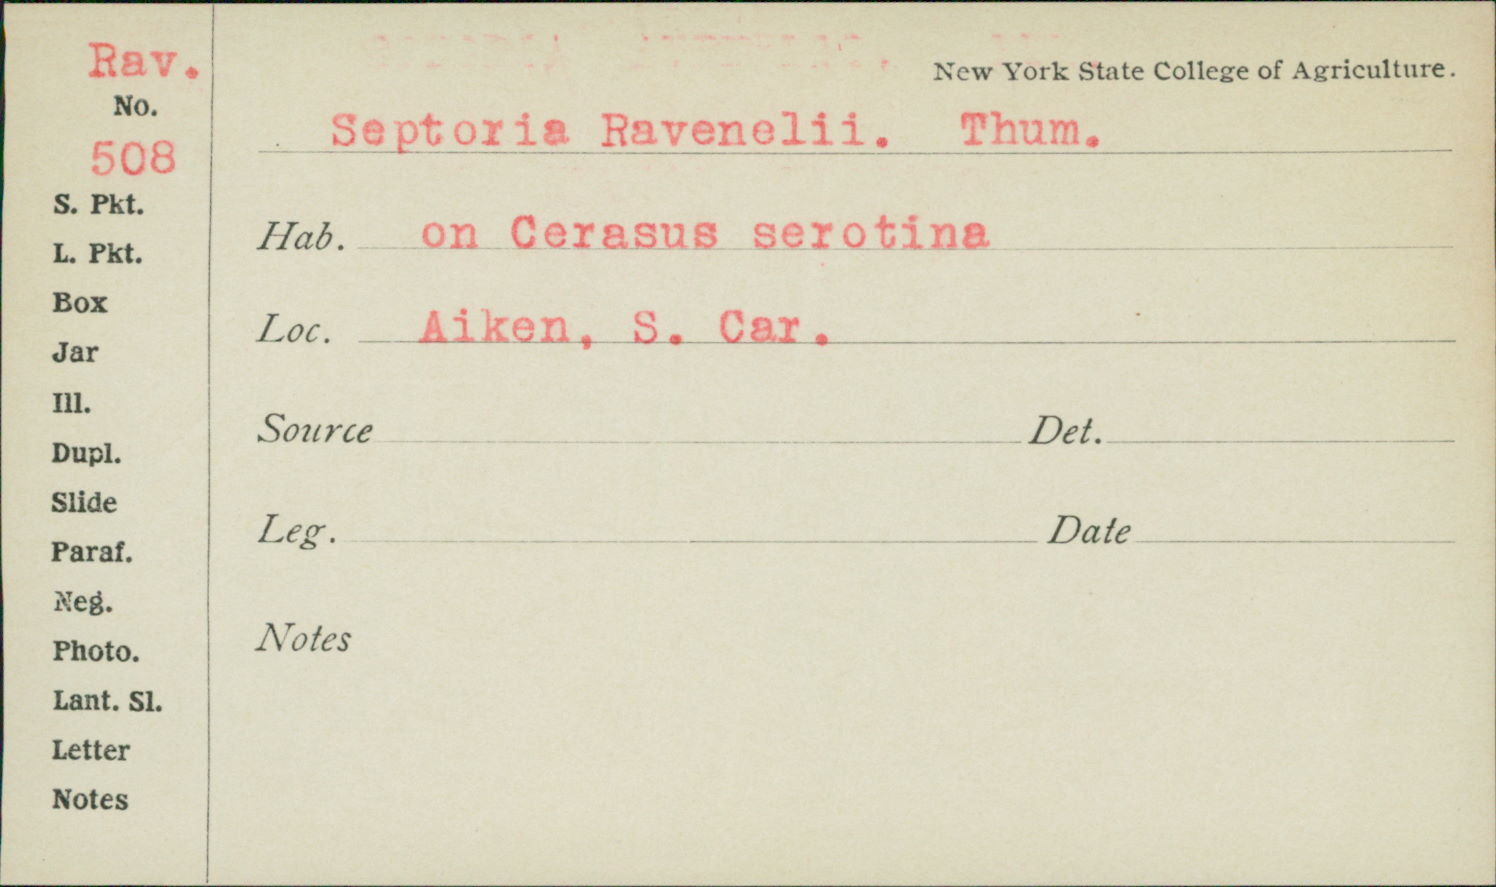 Rav.
No.
508
S. Pkt.
L. Pkt.
Box
Jar
Ill.
Dupl.
Slide
Paraf.
Neg.
Photo.
Lant. Sl.
Letter
Notes
New York State College of Agriculture.
Septoria Ravenelii. Thum.
Hab. on Cerasus serotina
Loc. Aiken, S. Car.
Source Det.
Leg. Date
Notes